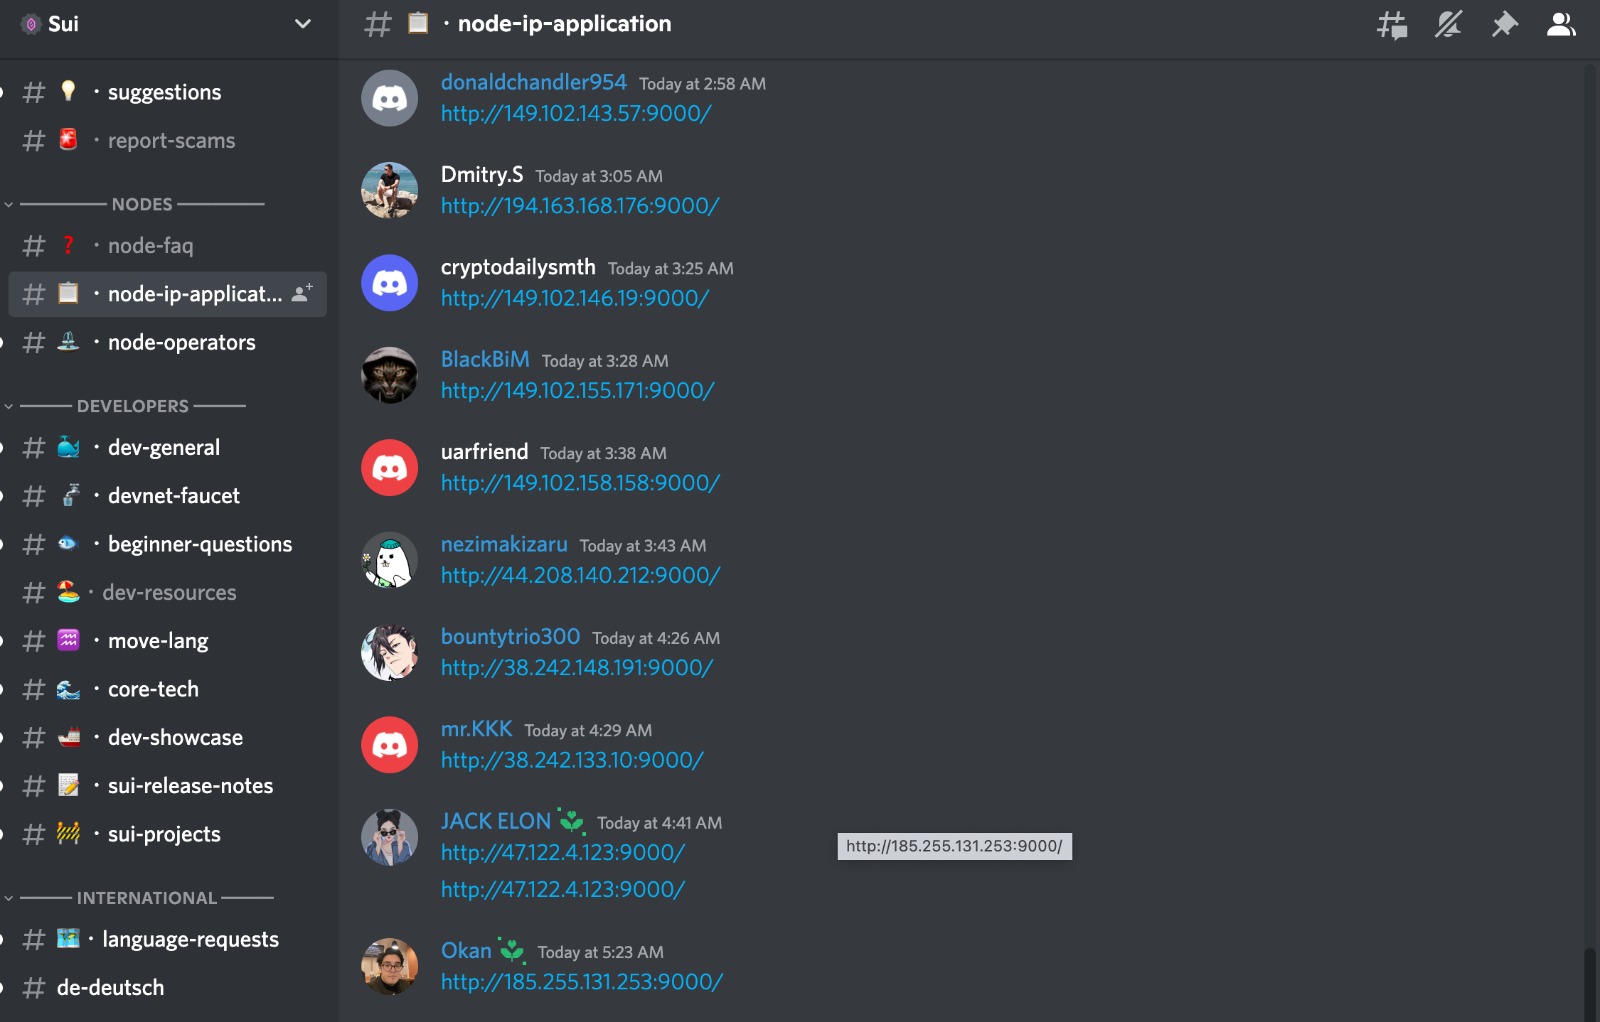 Sui
suggestions
report-scams
NODES
node-faq
node-ip-applicat...
node-operators
DEVELOPERS
dev-general
devnet-faucet
beginner-questions
dev-resources
move-lang
core-tech
dev-showcase
sui-release-notes
sui-projects
INTERNATIONAL
language-requests
de-deutsch
node-ip-application
donaldchandler954 Today at 2:58 AM
http://149.102.143.57:9000/
Dmitry.S Today at 3:05 AM
http://194.163.168.176:9000/
cryptodailysmth Today at 3:25 AM
http://149.102.146.19:9000/
BlackBiM Today at 3:28 AM
http://149.102.155.171:9000/
uarfriend Today at 3:38 AM
http://149.102.158.158:9000/
nezimakizaru Today at 3:43 AM
http://44.208.140.212:9000/
bountytrio300 Today at 4:26 AM
http://38.242.148.191:9000/
mr.KKK Today at 4:29 AM
http://38.242.133.10:9000/
JACK ELON Today at 4:41 AM
http://47.122.4.123:9000/
http://185.255.131.253:9000/
http://47.122.4.123:9000/
Okan Today at 5:23 AM
http://185.255.131.253:9000/